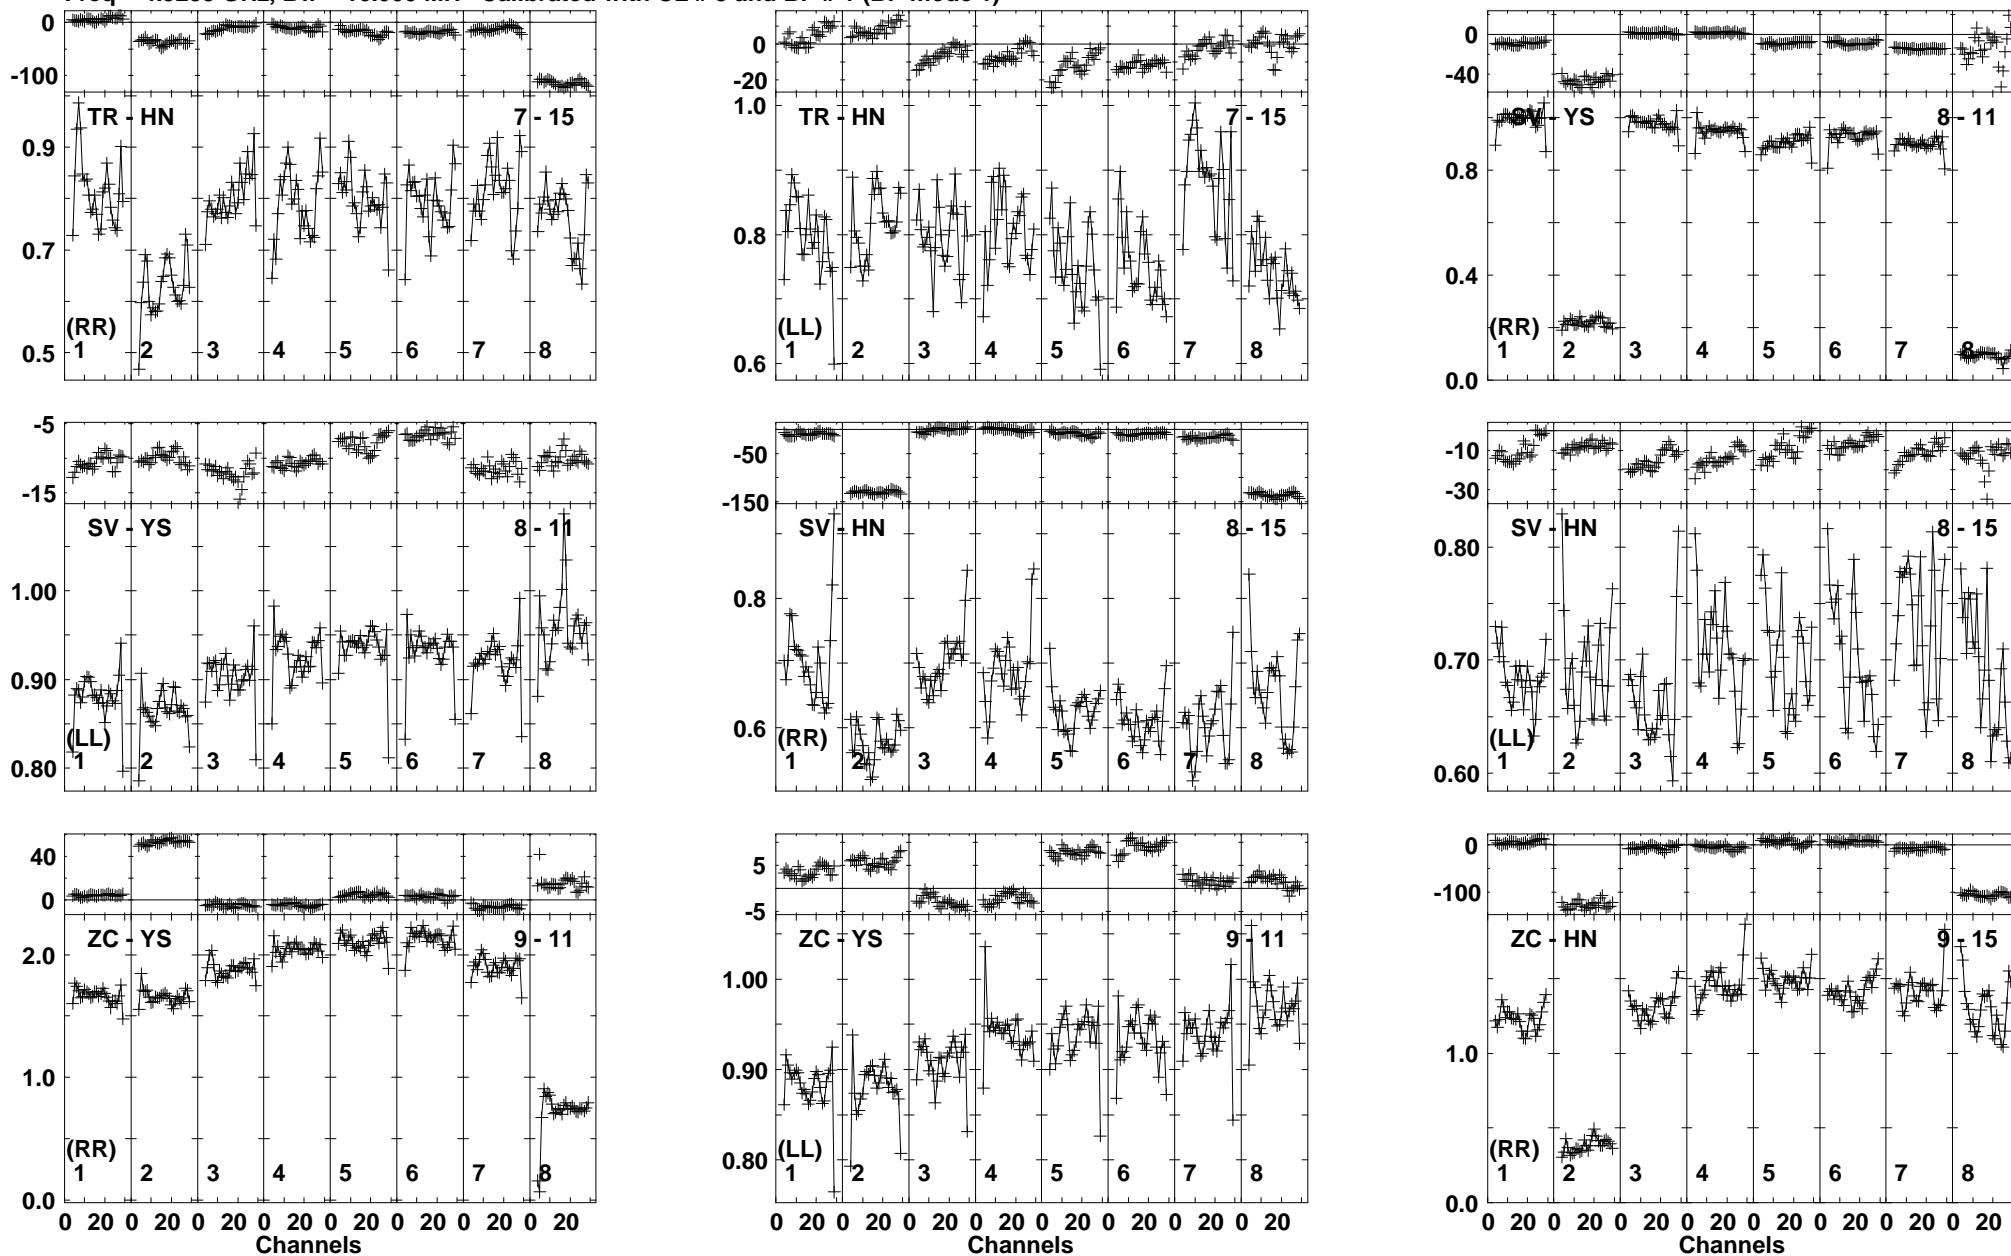 0 0 0
-100 -20 -40
TR - HN 7 - 15 1.0 TR - HN 7 - 15 SV - YS 8 - 11
0.9 0.8
0.8
0.7 0.4
(RR) (LL) (RR)
0.5 1 2 3 4 5 6 7 8 0.6 1 2 3 4 5 6 7 8 0.0 1 2 3 4 5 6 7 8
-5 -50 -10
-15 -150 -30
SV - YS 8 - 11 SV - HN 8 - 15 SV - HN 8 - 15
1.00 0.8 0.80
0.90 0.70
(LL) 0.6 (RR) (LL)
0.80 1 2 3 4 5 6 7 8 1 2 3 4 5 6 7 8 0.60 1 2 3 4 5 6 7 8
40 5 0
0 -5 -100
ZC - YS 9 - 11 ZC - YS 9 - 11 ZC - HN 9 - 15
2.0 1.00
1.0 0.90 1.0
(RR) (LL) (RR)
1 2 3 4 5 6 7 8 0.80 1 2 3 4 5 6 7 8 1 2 3 4 5 6 7 8
0.0 0.0
0 20 0 20 0 20 0 20 0 20 0 20 0 20 0 20 0 20 0 20 0 20 0 20 0 20 0 20 0 20 0 20 0 20 0 20 0 20 0 20 0 20 0 20 0 20 0 20
Channels Channels Channels